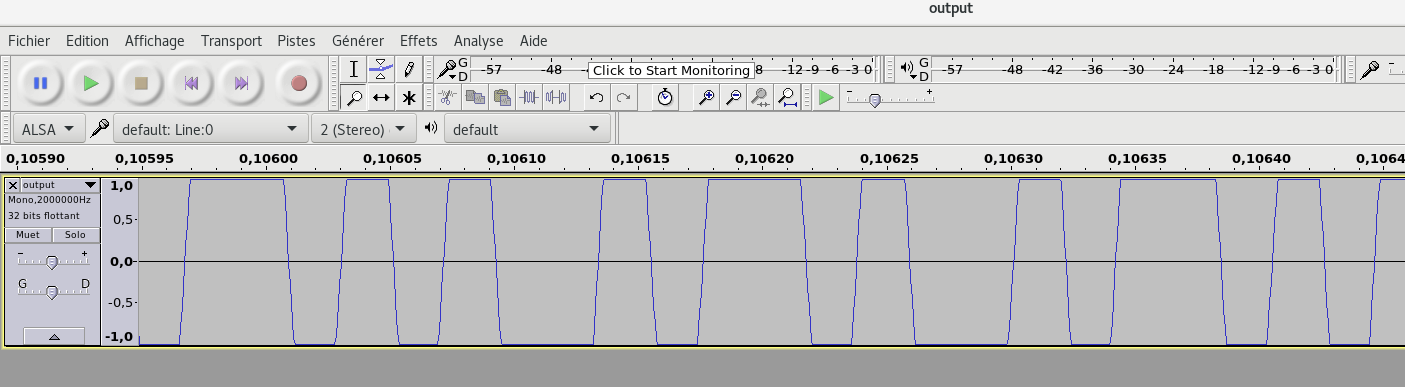 output
Fichier Edition Affichage Transport Pistes Générer Effets Analyse Aide
G D -57 -48 -4 Click to Start Monitoring 8 -12 -9 -6 -3 0 G D -57 -48 -42 -36 -30 -24 -18 -12 -9 -6 -3 0
- + 
ALSA default: Line:0 2 (Stereo) default
0,10590 0,10595 0,10600 0,10605 0,10610 0,10615 0,10620 0,10625 0,10630 0,10635 0,10640 0,1064
output 1,0
Mono,2000000Hz
32 bits flottant 0,5-
Muet Solo
- + 0,0-
G D -0,5-
-1,0